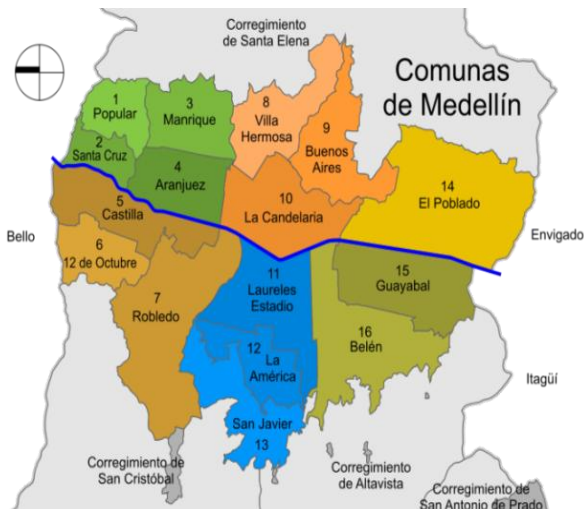 Corregimiento
de Santa Elena
Comunas
de Medellín
1
Popular
3
Manrique
8
Villa
Hermosa
9
Buenos
Aires
2
Santa Cruz
4
Aranjuez
14
El Poblado
10
La Candelaria
5
Castilla
Bello
Envigado
6
12 de Octubre
11
Laureles
Estadio
15
Guayabal
7
Robledo
16
Belén
12
La
América
Itagüí
San Javier
13
Corregimiento de
San Cristóbal
Corregimiento
de Altavista
Corregimiento de
San Antonio de Prado